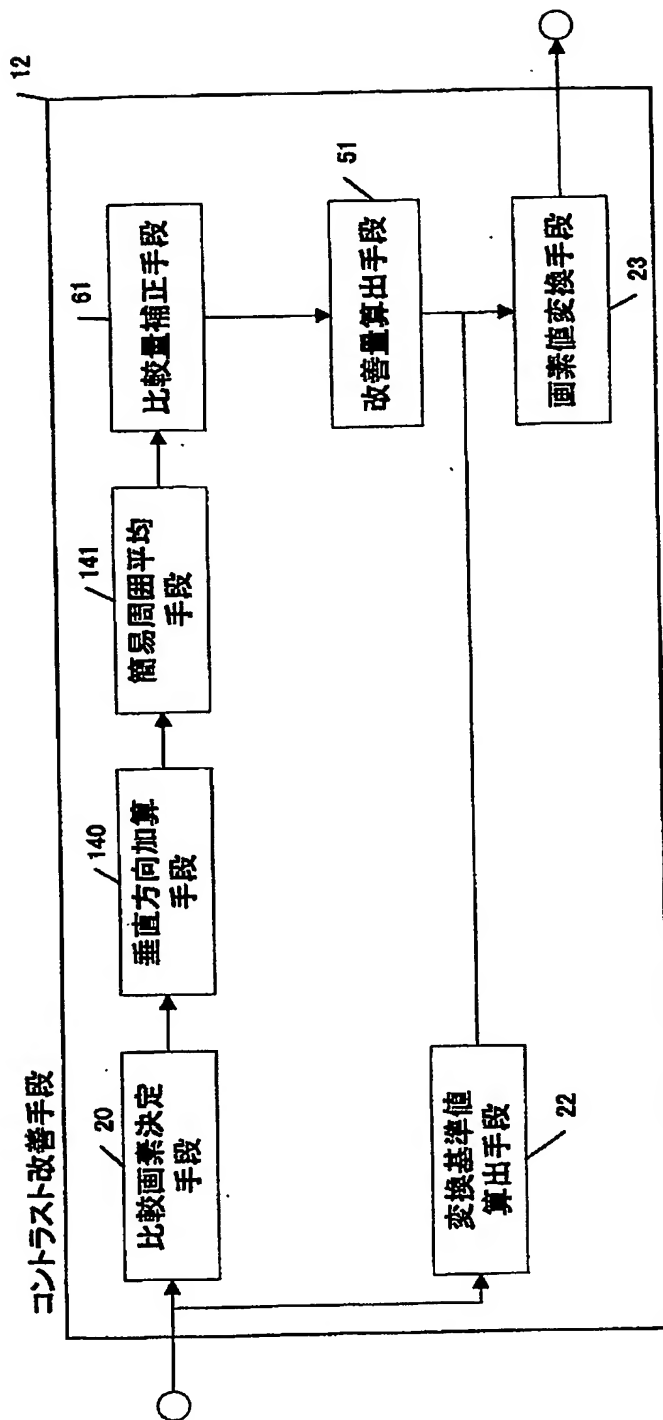 コントラスト改善手段
12
20
比較画素決定
手段
140
垂直方向加算
手段
141
簡易周囲平均
手段
61
比較量補正手段
51
改善量算出手段
22
変換基準値
算出手段
画素値変換手段
23